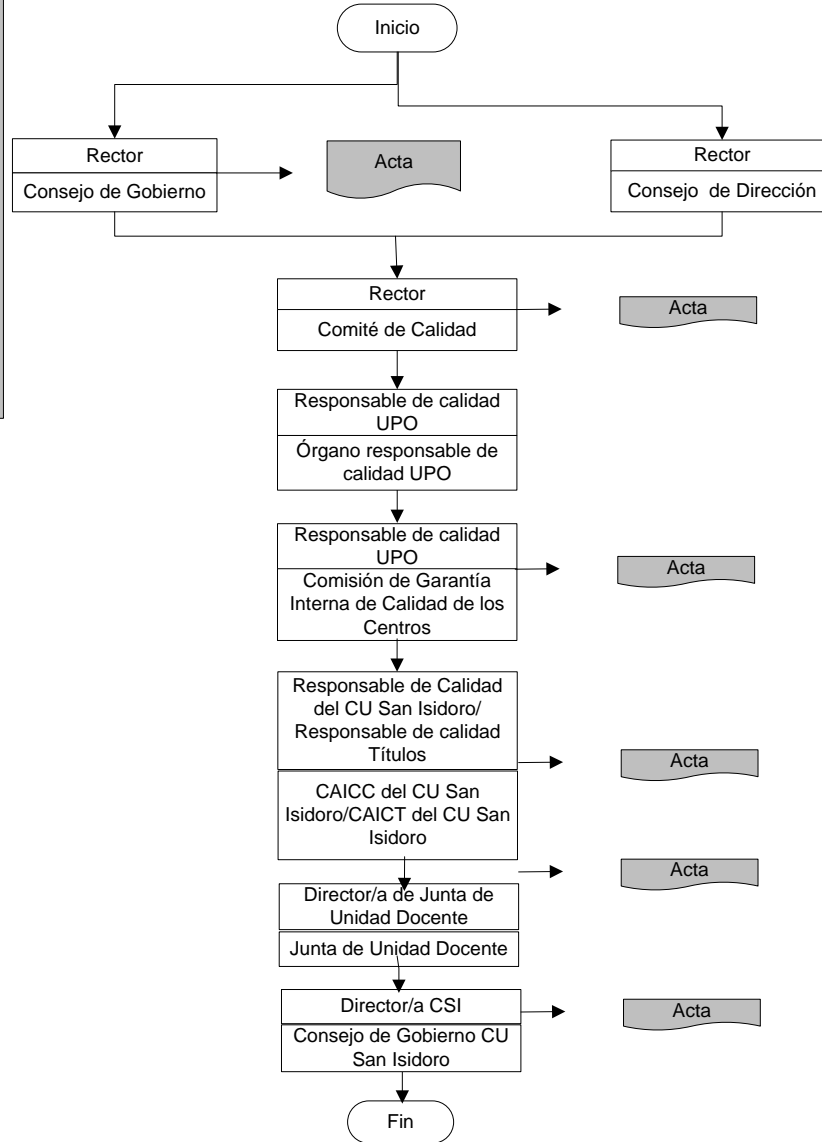 Inicio
Rector
Consejo de Gobierno
Acta
Rector
Consejo de Dirección
Rector
Comité de Calidad
Acta
Responsable de calidad
UPO
Órgano responsable de
calidad UPO
Responsable de calidad
UPO
Comisión de Garantía
Interna de Calidad de los
Centros
Acta
Responsable de Calidad
del CU San Isidoro/
Responsable de calidad
Títulos
CAICC del CU San
Isidoro/CAICT del CU San
Isidoro
Acta
Acta
Director/a de Junta de
Unidad Docente
Junta de Unidad Docente
Director/a CSI
Consejo de Gobierno CU
San Isidoro
Acta
Fin